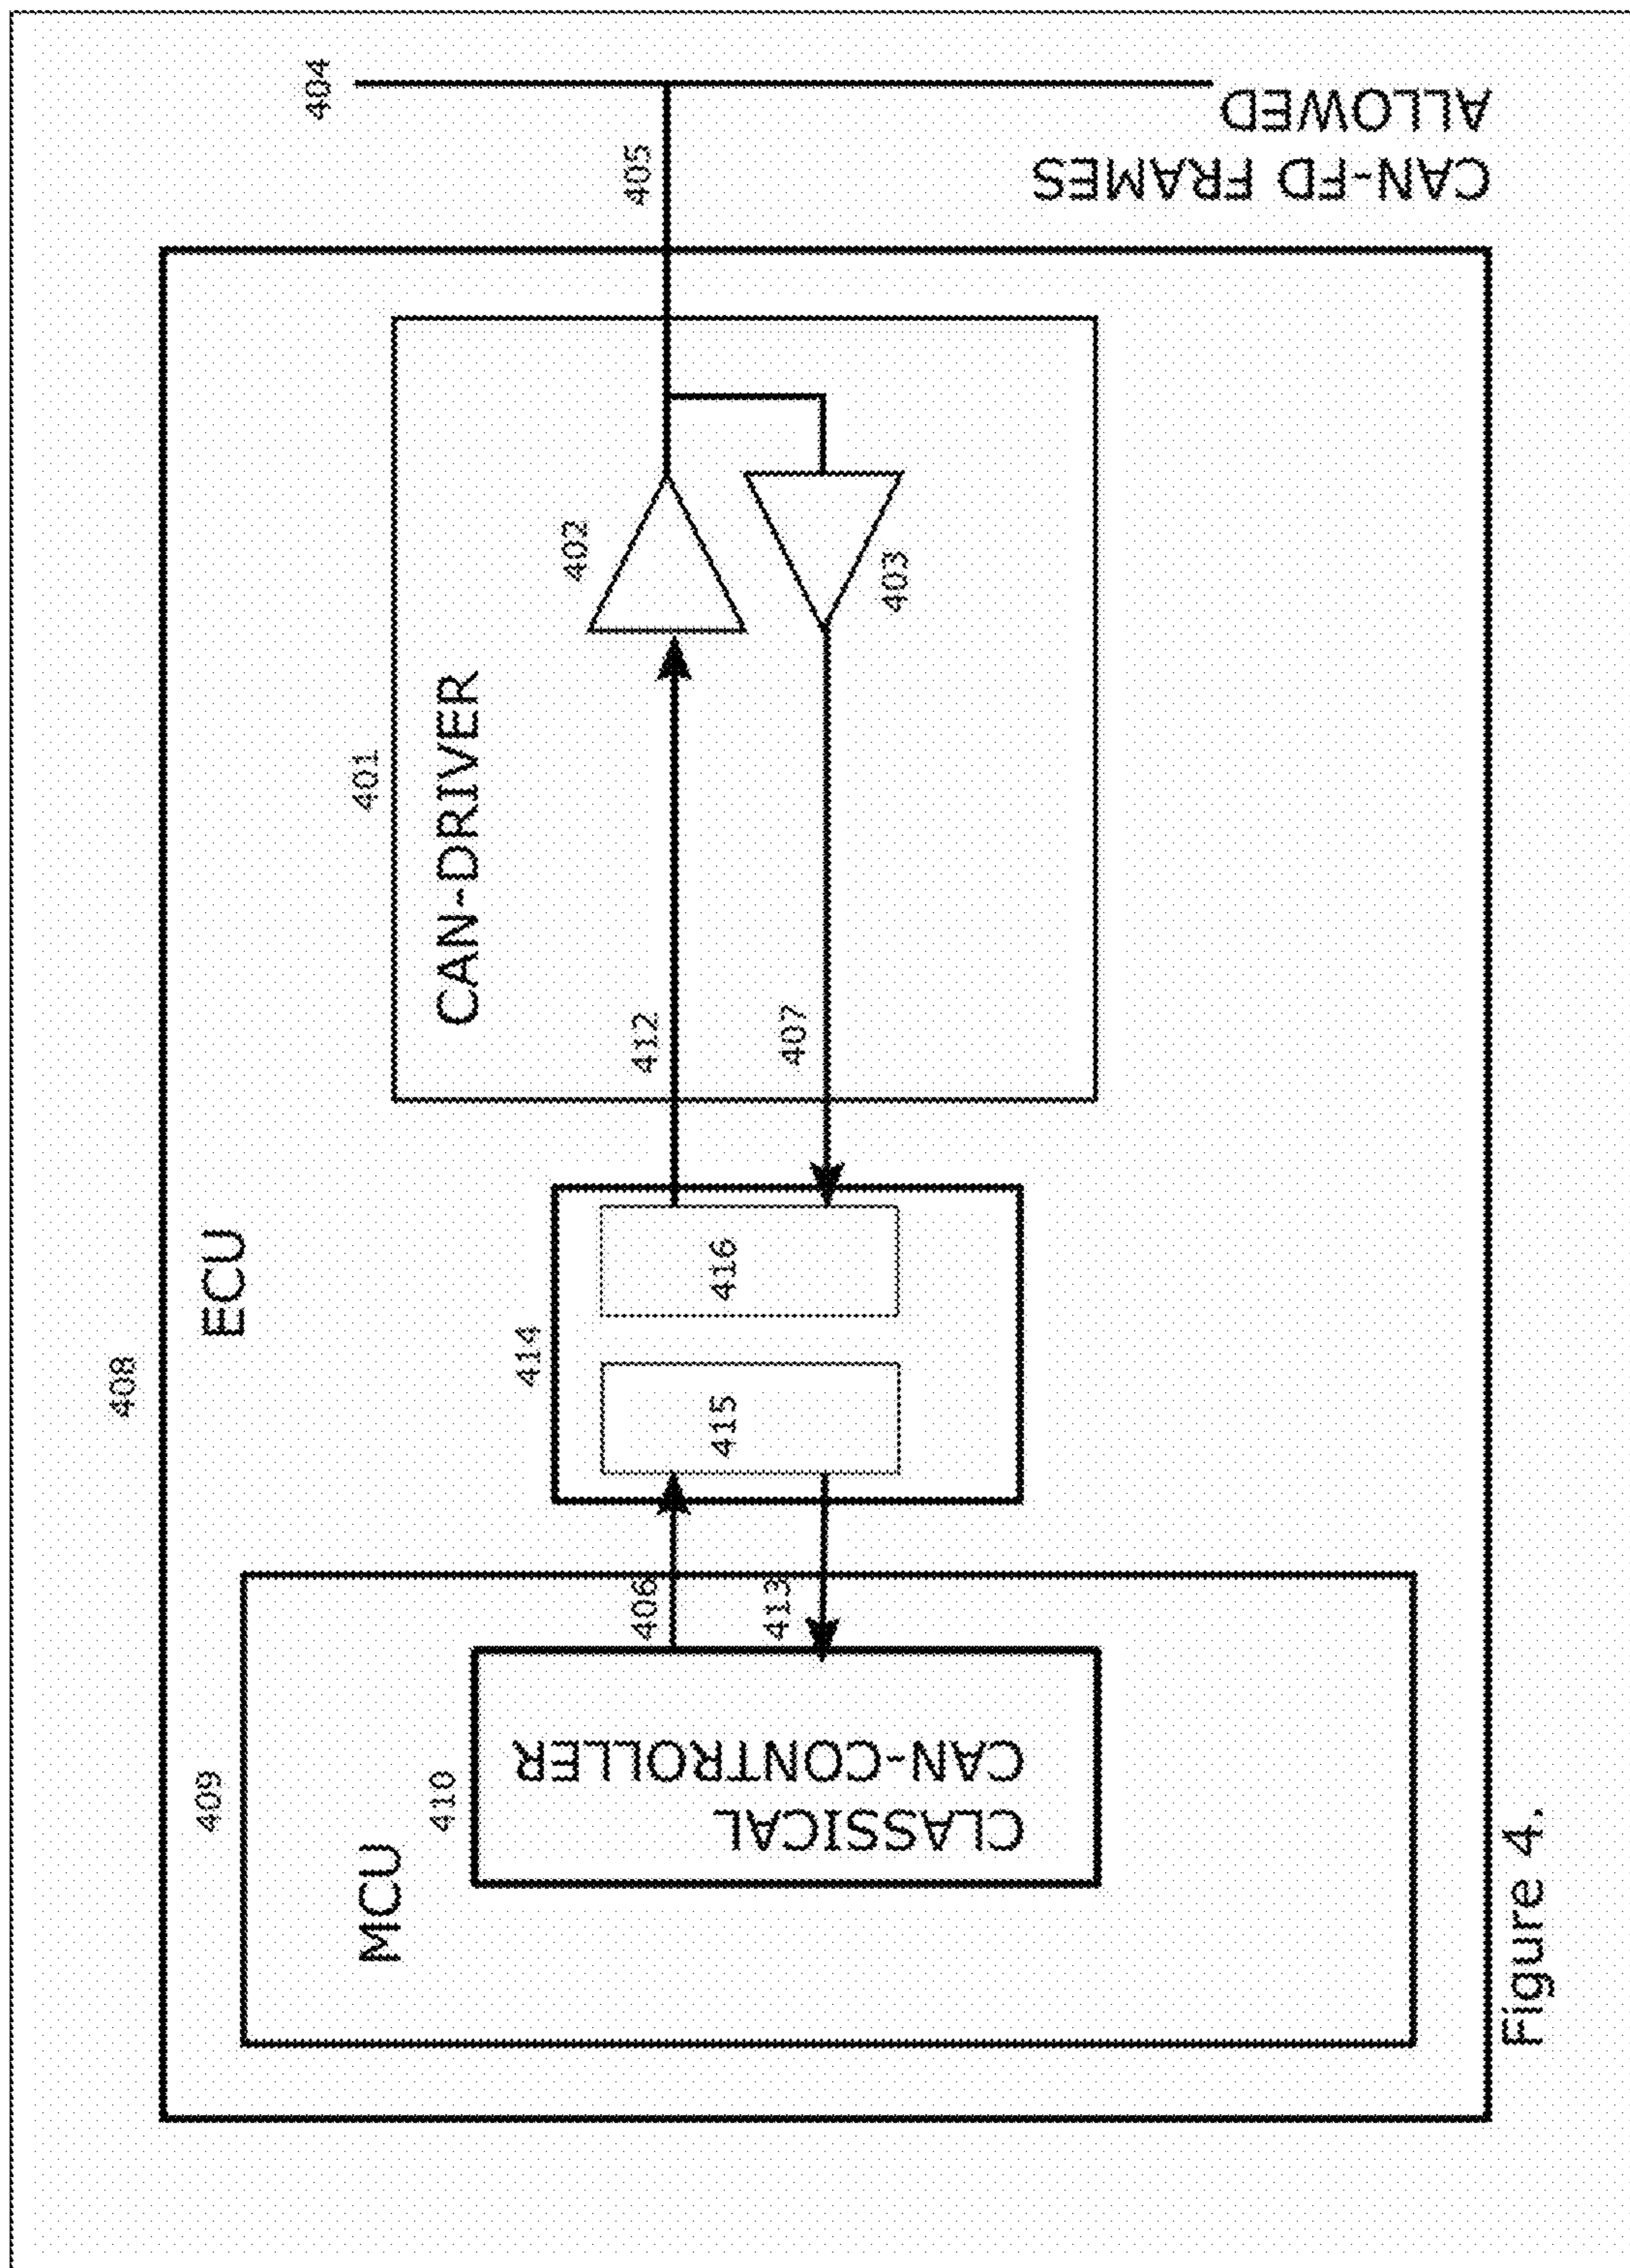 408
ECU
409
MCU
410
CLASSICAL
CAN-CONTROLLER
406
413
414
415
416
401
CAN-DRIVER
412
407
402
403
405
404
CAN-FD FRAMES
ALLOWED
Figure 4.